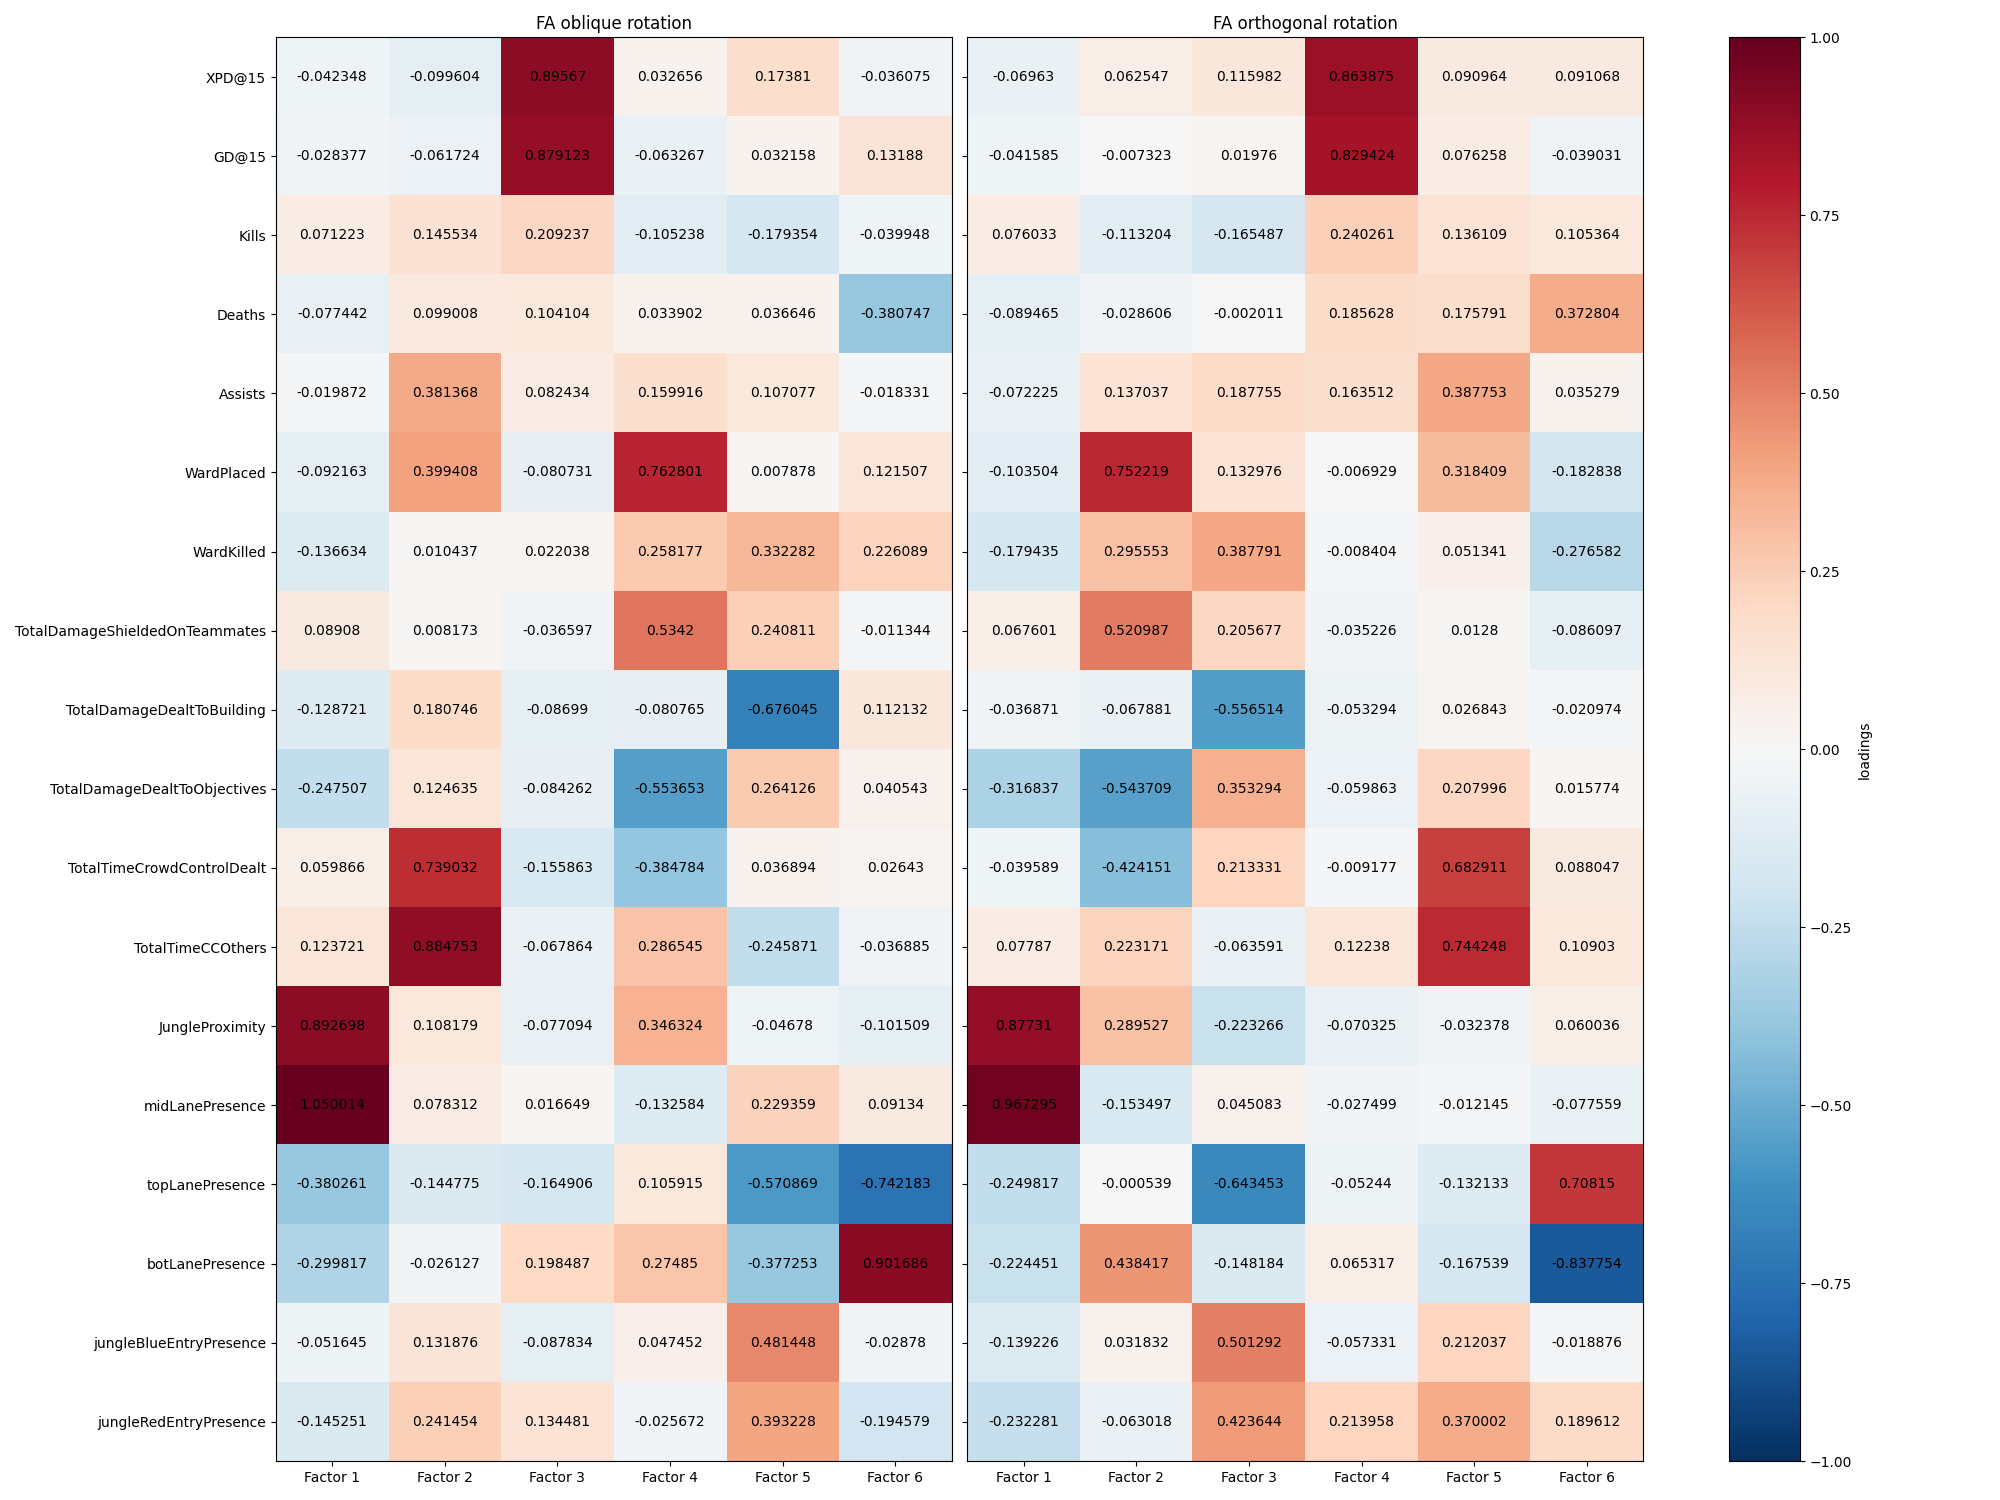 FA oblique rotation FA orthogonal rotation
XPD@15 -0.042348 -0.099604 0.89567 0.032656 0.17381 -0.036075 -0.06963 0.062547 0.115982 0.863875 0.090964 0.091068
GD@15 -0.028377 -0.061724 0.879123 -0.063267 0.032158 0.13188 -0.041585 -0.007323 0.01976 0.829424 0.076258 -0.039031
Kills 0.071223 0.145534 0.209237 -0.105238 -0.179354 -0.039948 0.076033 -0.113204 -0.165487 0.240261 0.136109 0.105364
Deaths -0.077442 0.099008 0.104104 0.033902 0.036646 -0.380747 -0.089465 -0.028606 -0.002011 0.185628 0.175791 0.372804
Assists -0.019872 0.381368 0.082434 0.159916 0.107077 -0.018331 -0.072225 0.137037 0.187755 0.163512 0.387753 0.035279
WardPlaced -0.092163 0.399408 -0.080731 0.762801 0.007878 0.121507 -0.103504 0.752219 0.132976 -0.006929 0.318409 -0.182838
WardKilled -0.136634 0.010437 0.022038 0.258177 0.332282 0.226089 -0.179435 0.295553 0.387791 -0.008404 0.051341 -0.276582
TotalDamageShieldedOnTeammates 0.08908 0.008173 -0.036597 0.5342 0.240811 -0.011344 0.067601 0.520987 0.205677 -0.035226 0.0128 -0.086097
TotalDamageDealtToBuilding -0.128721 0.180746 -0.08699 -0.080765 -0.676045 0.112132 -0.036871 -0.067881 -0.556514 -0.053294 0.026843 -0.020974
TotalDamageDealtToObjectives -0.247507 0.124635 -0.084262 -0.553653 0.264126 0.040543 -0.316837 -0.543709 0.353294 -0.059863 0.207996 0.015774
TotalTimeCrowdControlDealt 0.059866 0.739032 -0.155863 -0.384784 0.036894 0.02643 -0.039589 -0.424151 0.213331 -0.009177 0.682911 0.088047
TotalTimeCCOthers 0.123721 0.884753 -0.067864 0.286545 -0.245871 -0.036885 0.07787 0.223171 -0.063591 0.12238 0.744248 0.10903
JungleProximity 0.892698 0.108179 -0.077094 0.346324 -0.04678 -0.101509 0.87731 0.289527 -0.223266 -0.070325 -0.032378 0.060036
midLanePresence 1.050014 0.078312 0.016649 -0.132584 0.229359 0.09134 0.967295 -0.153497 0.045083 -0.027499 -0.012145 -0.077559
topLanePresence -0.380261 -0.144775 -0.164906 0.105915 -0.570869 -0.742183 -0.249817 -0.000539 -0.643453 -0.05244 -0.132133 0.70815
botLanePresence -0.299817 -0.026127 0.198487 0.27485 -0.377253 0.901686 -0.224451 0.438417 -0.148184 0.065317 -0.167539 -0.837754
jungleBlueEntryPresence -0.051645 0.131876 -0.087834 0.047452 0.481448 -0.02878 -0.139226 0.031832 0.501292 -0.057331 0.212037 -0.018876
jungleRedEntryPresence -0.145251 0.241454 0.134481 -0.025672 0.393228 -0.194579 -0.232281 -0.063018 0.423644 0.213958 0.370002 0.189612
Factor 1 Factor 2 Factor 3 Factor 4 Factor 5 Factor 6 Factor 1 Factor 2 Factor 3 Factor 4 Factor 5 Factor 6
1.00
0.75
0.50
0.25
0.00
−0.25
−0.50
−0.75
−1.00
loadings